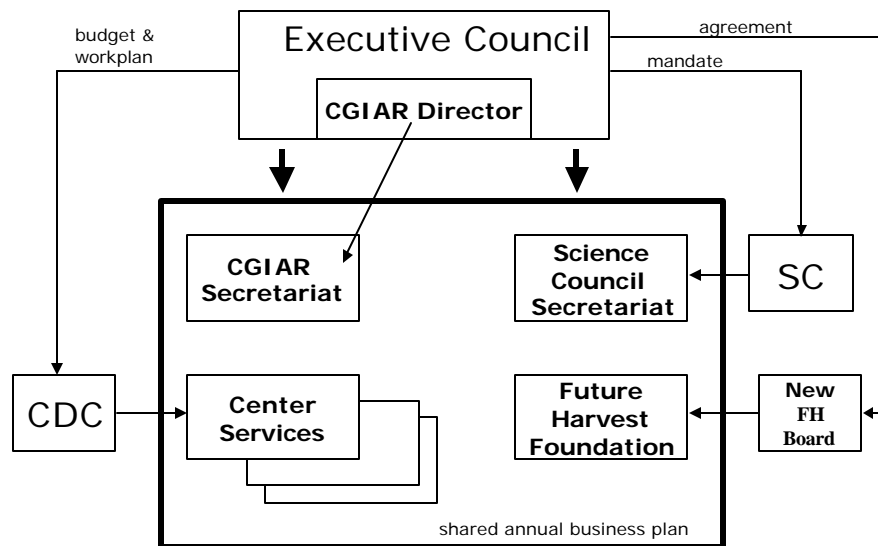 budget &
workplan
Executive Council
agreement
mandate
CGIAR Director
CGIAR
Secretariat
Science
Council
Secretariat
SC
CDC
Center
Services
Future
Harvest
Foundation
New
FH
Board
shared annual business plan